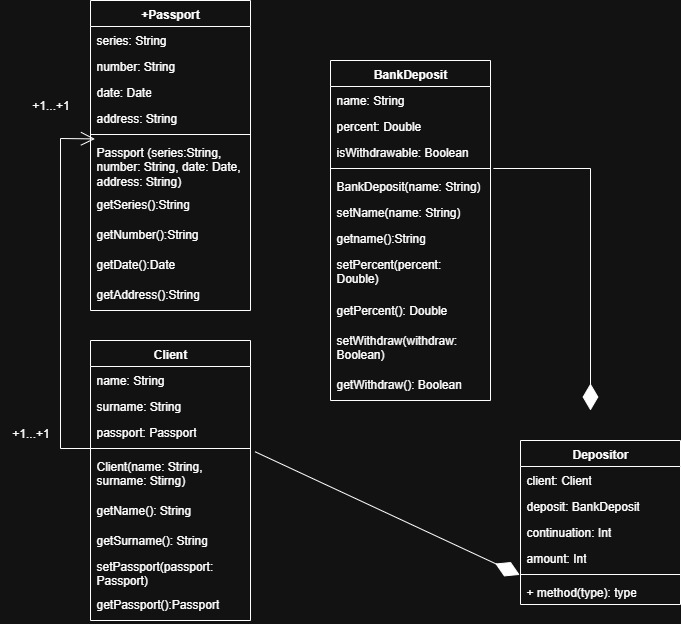 +Passport
series: String
number: String
date: Date
address: String
Passport (series:String,
number: String, date: Date,
address: String)
getSeries():String
getNumber():String
getDate():Date
getAddress():String
+1...+1
+1...+1
Client
name: String
surname: String
passport: Passport
Client(name: String,
surname: Stirng)
getName(): String
getSurname(): String
setPassport(passport:
Passport)
getPassport():Passport
BankDeposit
name: String
percent: Double
isWithdrawable: Boolean
BankDeposit(name: String)
setName(name: String)
getname():String
setPercent(percent:
Double)
getPercent(): Double
setWithdraw(withdraw:
Boolean)
getWithdraw(): Boolean
Depositor
client: Client
deposit: BankDeposit
continuation: Int
amount: Int
+ method(type): type